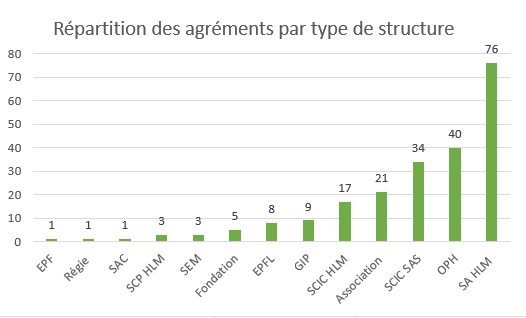 Répartition des agréments par type de structure
80
70
60
50
40
30
20
10
0
1
1
1
3
3
5
8
9
17
21
34
40
76
EPF
Régie
SAC
SCP HLM
SEM
Fondation
EPFL
GIP
SCIC HLM
Association
SCIC SAS
OPH
SA HLM